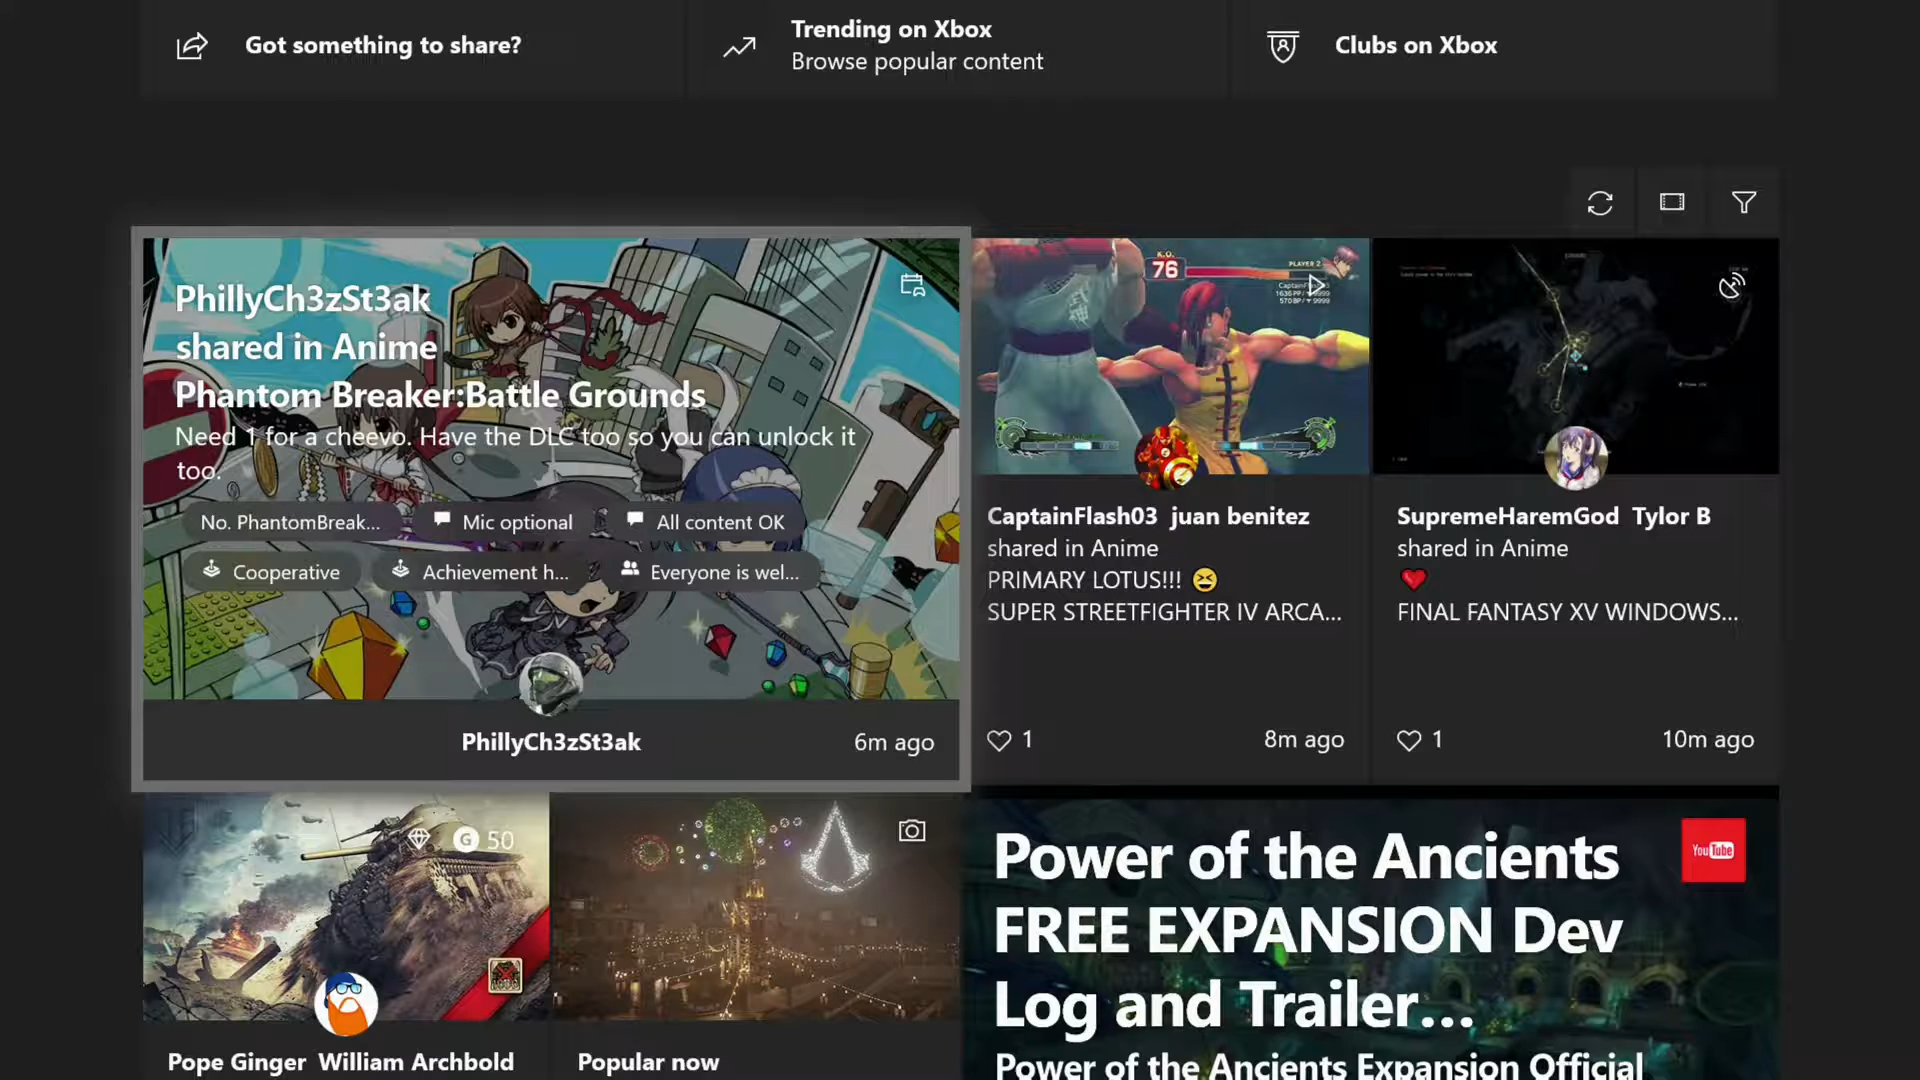 Got something to share?
Trending on Xbox
Browse popular content
Clubs on Xbox
PhillyCh3zSt3ak
shared in Anime
Phantom Breaker:Battle Grounds
Need 1 for a cheevo. Have the DLC too so you can unlock it
too.
No. PhantomBreak...
Mic optional
All content OK
Cooperative
Achievement h...
Everyone is wel...
PhillyCh3zSt3ak
6m ago
K.O.
76
PLAYER 2
CaptainFlash03 juan benitez
shared in Anime
PRIMARY LOTUS!!! 😆
SUPER STREETFIGHTER IV ARCA...
1
8m ago
SupremeHaremGod Tylor B
shared in Anime
❤️
FINAL FANTASY XV WINDOWS...
1
10m ago
G 50
Pope Ginger William Archbold
Popular now
Power of the Ancients
FREE EXPANSION Dev
Log and Trailer...
Power of the Ancients Expansion Official
YouTube